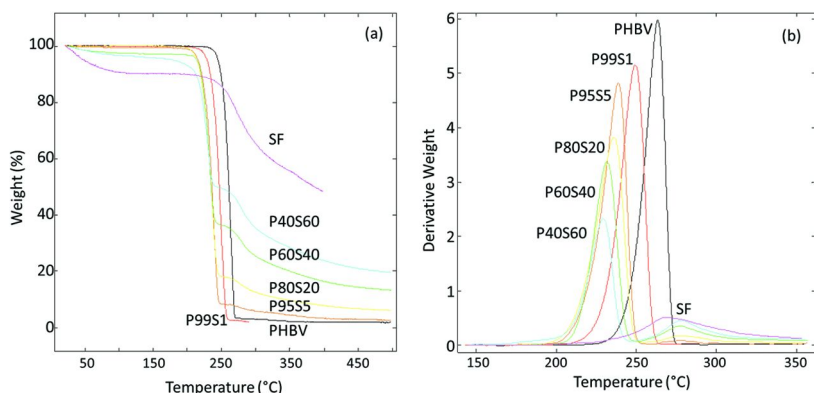 (a)
100
80
60
40
20
0
Weight (%)
SF
P40S60
P60S40
P80S20
P95S5
P99S1
PHBV
50
150
250
350
450
Temperature (°C)
(b)
6
5
4
3
2
1
0
Derivative Weight
PHBV
P99S1
P95S5
P80S20
P60S40
P40S60
SF
150
200
250
300
350
Temperature (°C)